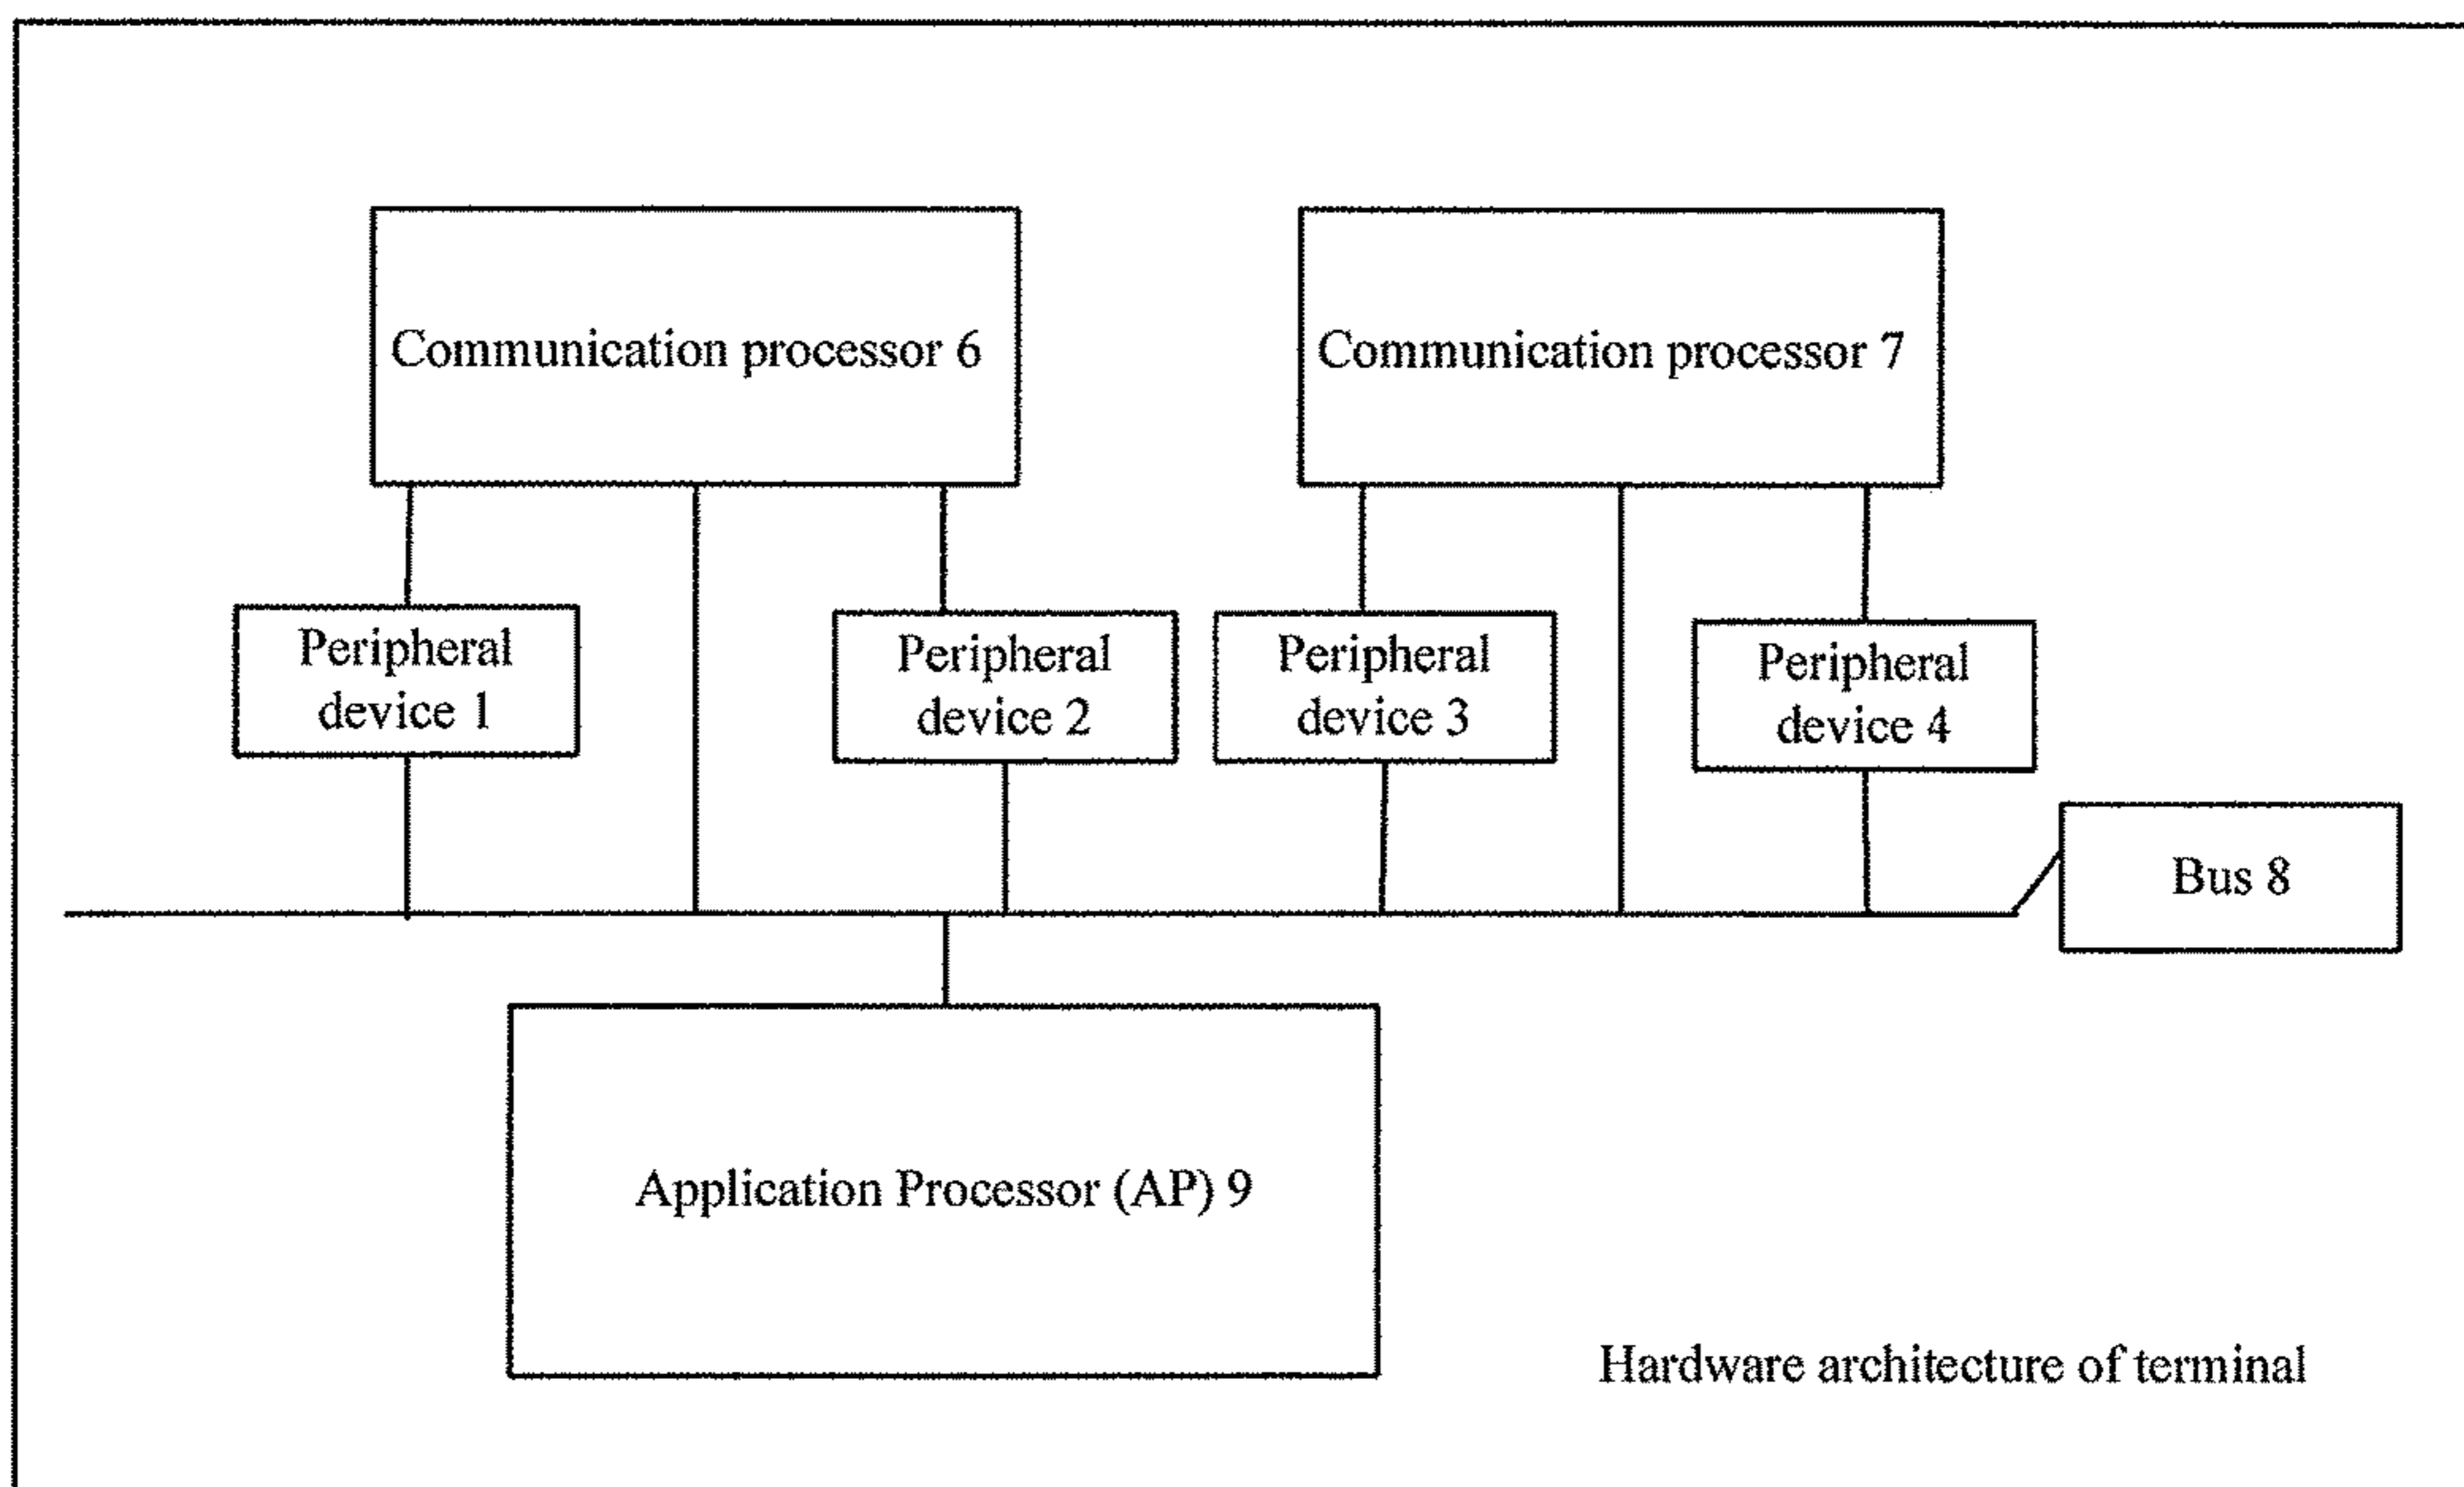 Communication processor 6
Communication processor 7
Peripheral
device 1
Peripheral
device 2
Peripheral
device 3
Peripheral
device 4
Bus 8
Application Processor (AP) 9
Hardware architecture of terminal